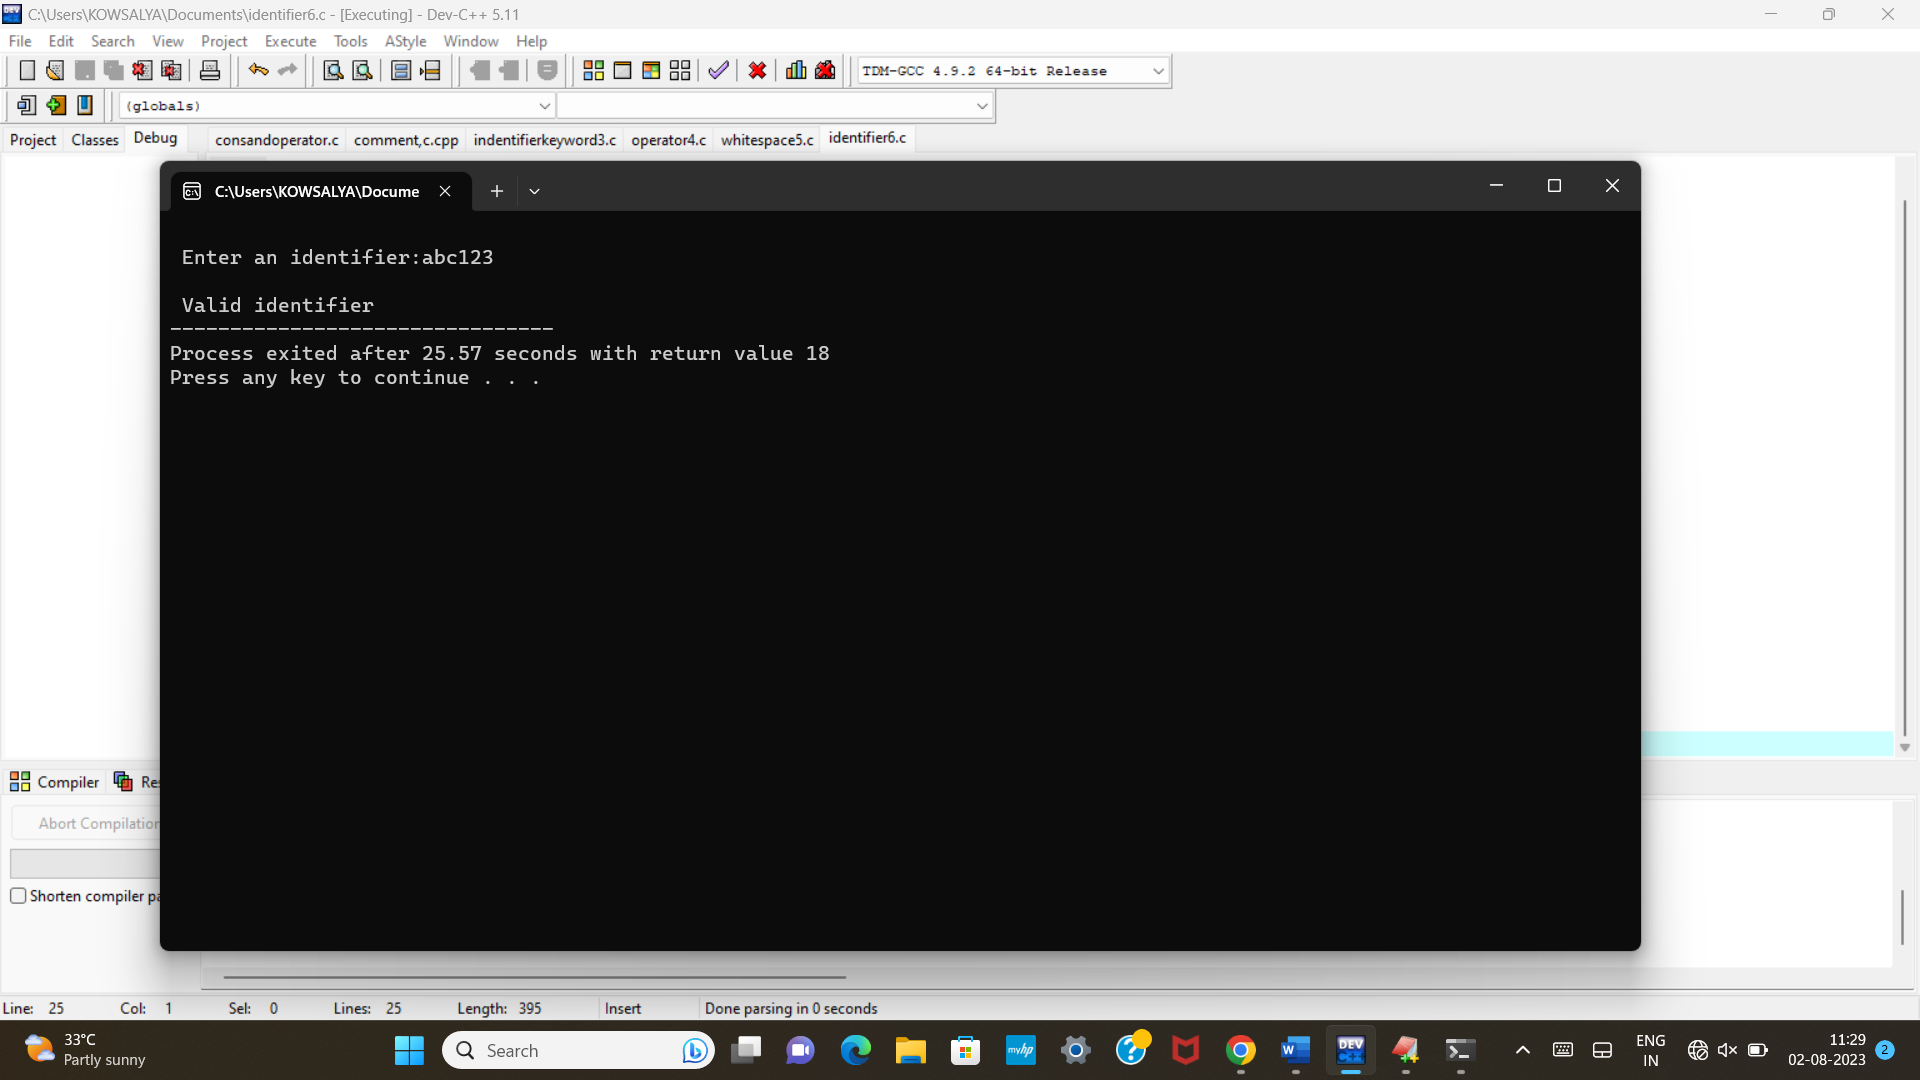 C:\Users\KOWSALYA\Documents\identifier6.c - [Executing] - Dev-C++ 5.11
File Edit Search View Project Execute Tools AStyle Window Help
TDM-GCC 4.9.2 64-bit Release
(globals)
Project Classes Debug consandoperator.c comment,c.cpp indentifierkeyword3.c operator4.c whitespace5.c identifier6.c
C:\Users\KOWSALYA\Docume
Enter an identifier:abc123
Valid identifier
--------------------------------
Process exited after 25.57 seconds with return value 18
Press any key to continue . . .
Compiler Res
Abort Compilation
Shorten compiler pa
Line: 25 Col: 1 Sel: 0 Lines: 25 Length: 395 Insert Done parsing in 0 seconds
33°C
Partly sunny
Search
myhp
DEV
ENG
IN
11:29
02-08-2023
2